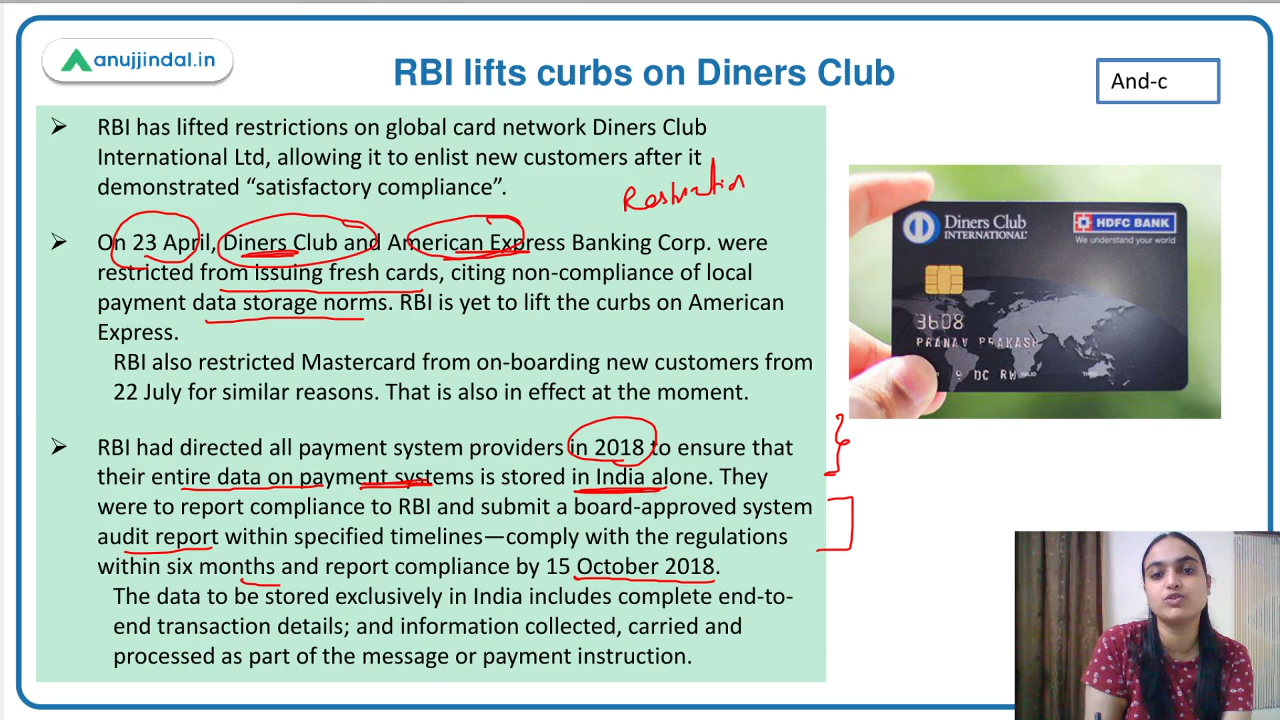 anujjindal.in
RBI lifts curbs on Diners Club
And-c
➢ RBI has lifted restrictions on global card network Diners Club
International Ltd, allowing it to enlist new customers after it
demonstrated “satisfactory compliance”.
Restriction
➢ On 23 April, Diners Club and American Express Banking Corp. were
restricted from issuing fresh cards, citing non-compliance of local
payment data storage norms. RBI is yet to lift the curbs on American
Express.
RBI also restricted Mastercard from on-boarding new customers from
22 July for similar reasons. That is also in effect at the moment.
➢ RBI had directed all payment system providers in 2018 to ensure that
their entire data on payment systems is stored in India alone. They
were to report compliance to RBI and submit a board-approved system
audit report within specified timelines—comply with the regulations
within six months and report compliance by 15 October 2018.
The data to be stored exclusively in India includes complete end-to-
end transaction details; and information collected, carried and
processed as part of the message or payment instruction.
Diners Club
INTERNATIONAL
HDFC BANK
We understand your world
3608
PRANAV PRAKASH
DC